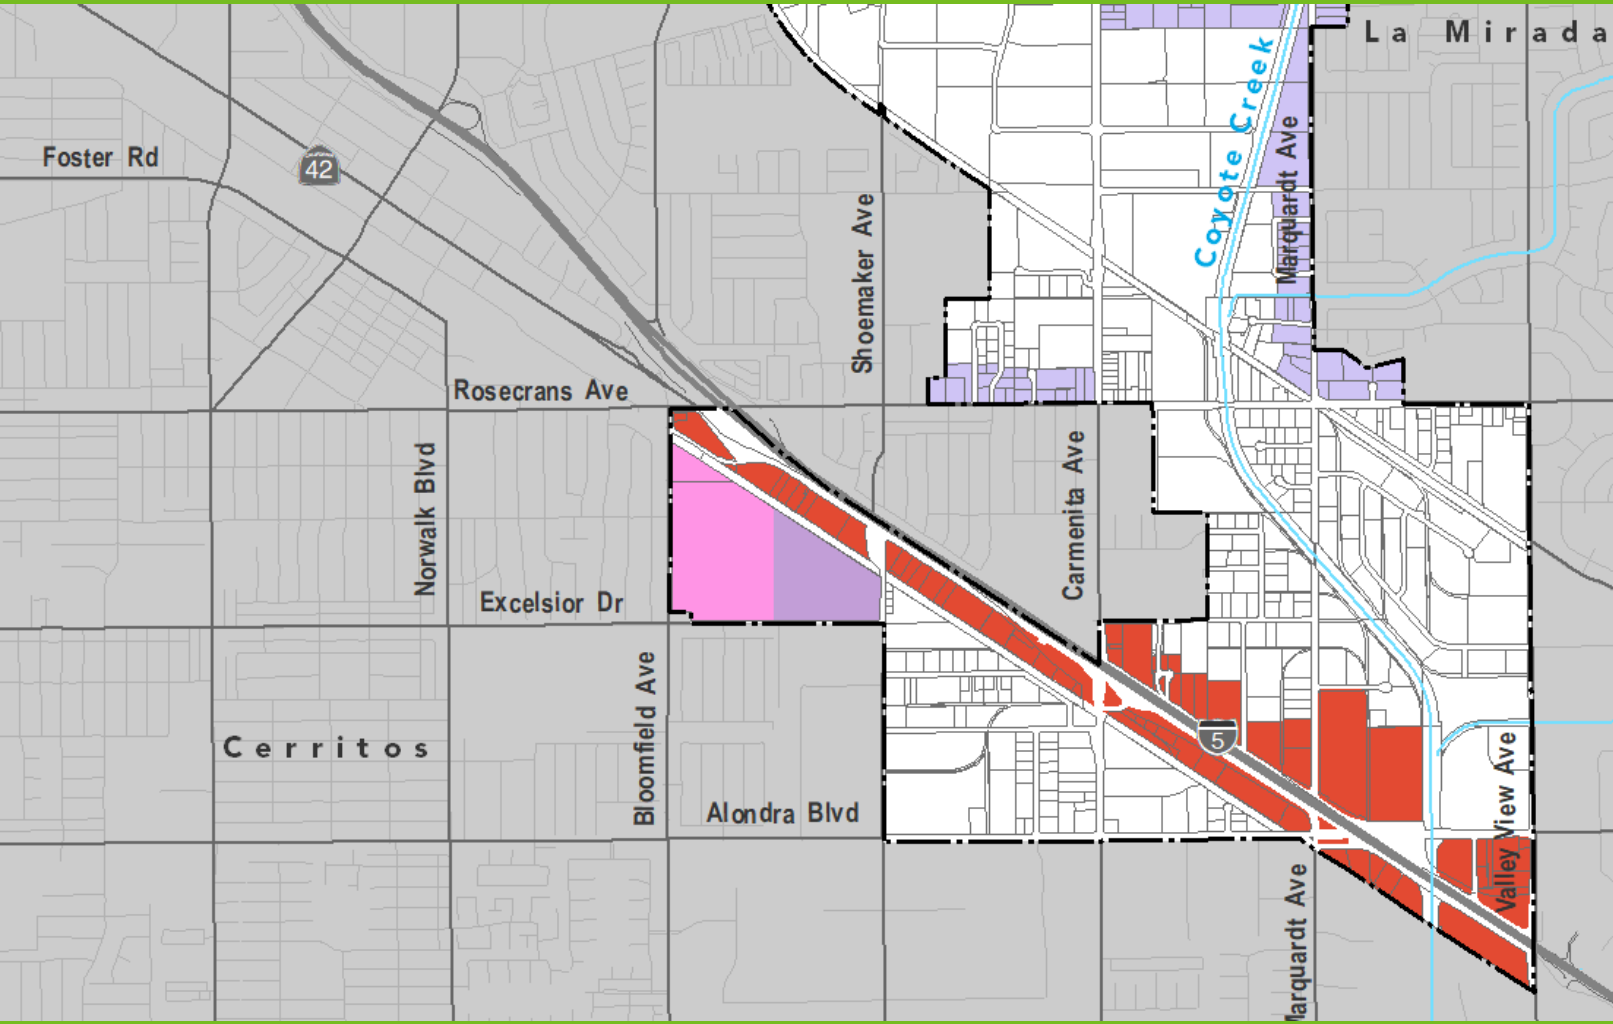 La Mirada
Coyote Creek
Marquardt Ave
Foster Rd
42
Shoemaker Ave
Rosecrans Ave
Norwalk Blvd
Carmenita Ave
Excelsior Dr
Bloomfield Ave
Cerritos
5
Valley View Ave
Alondra Blvd
Marquardt Ave